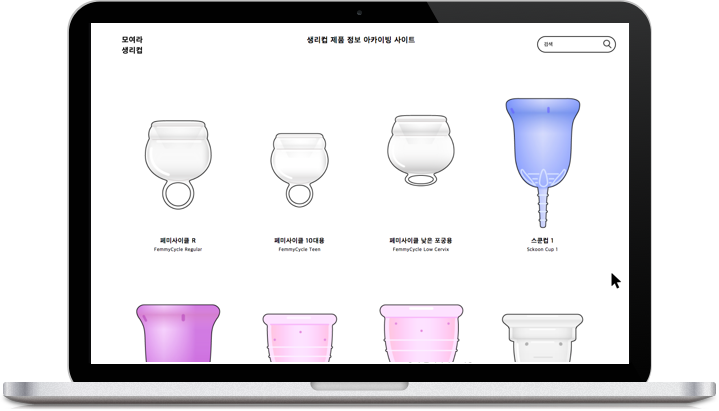 모여라
생리컵
생리컵 제품 정보 아카이빙 사이트
검색
페미사이클 R
FemmyCycle Regular
페미사이클 10대용
FemmyCycle Teen
페미사이클 낮은 포궁용
FemmyCycle Low Cervix
스쿤컵 1
Sckoon Cup 1